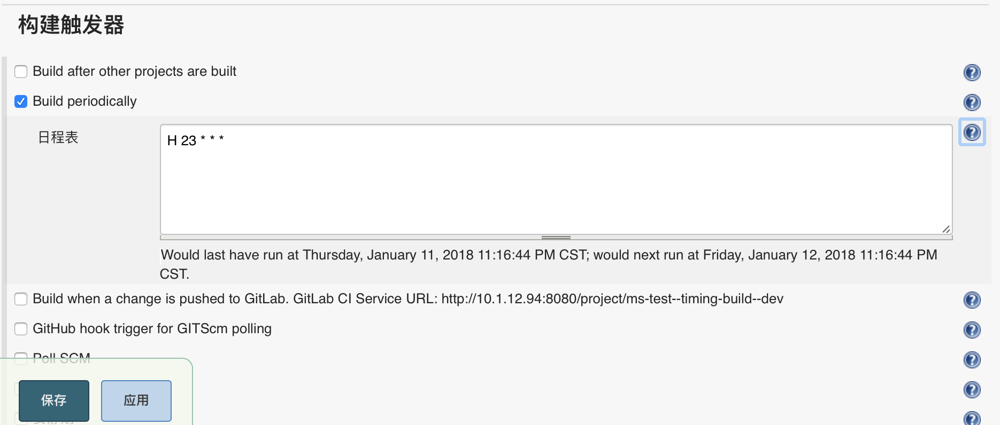 构建触发器
Build after other projects are built
Build periodically
日程表
H 23 * * *
Would last have run at Thursday, January 11, 2018 11:16:44 PM CST; would next run at Friday, January 12, 2018 11:16:44 PM
CST.
Build when a change is pushed to GitLab. GitLab CI Service URL: http://10.1.12.94:8080/project/ms-test--timing-build--dev
GitHub hook trigger for GITScm polling
Poll SCM
保存
应用